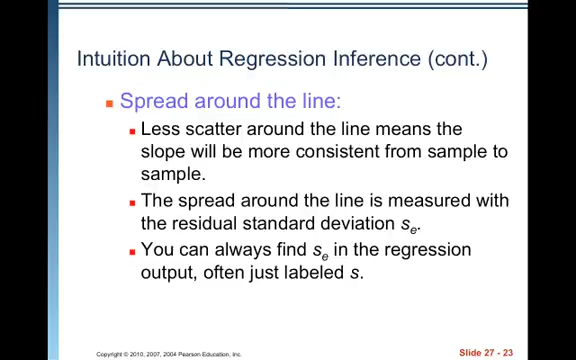 Intuition About Regression Inference (cont.)
Spread around the line:
Less scatter around the line means the
slope will be more consistent from sample to
sample.
The spread around the line is measured with
the residual standard deviation se.
You can always find se in the regression
output, often just labeled s.
Copyright © 2010, 2007, 2004 Pearson Education, Inc.
Slide 27 - 23